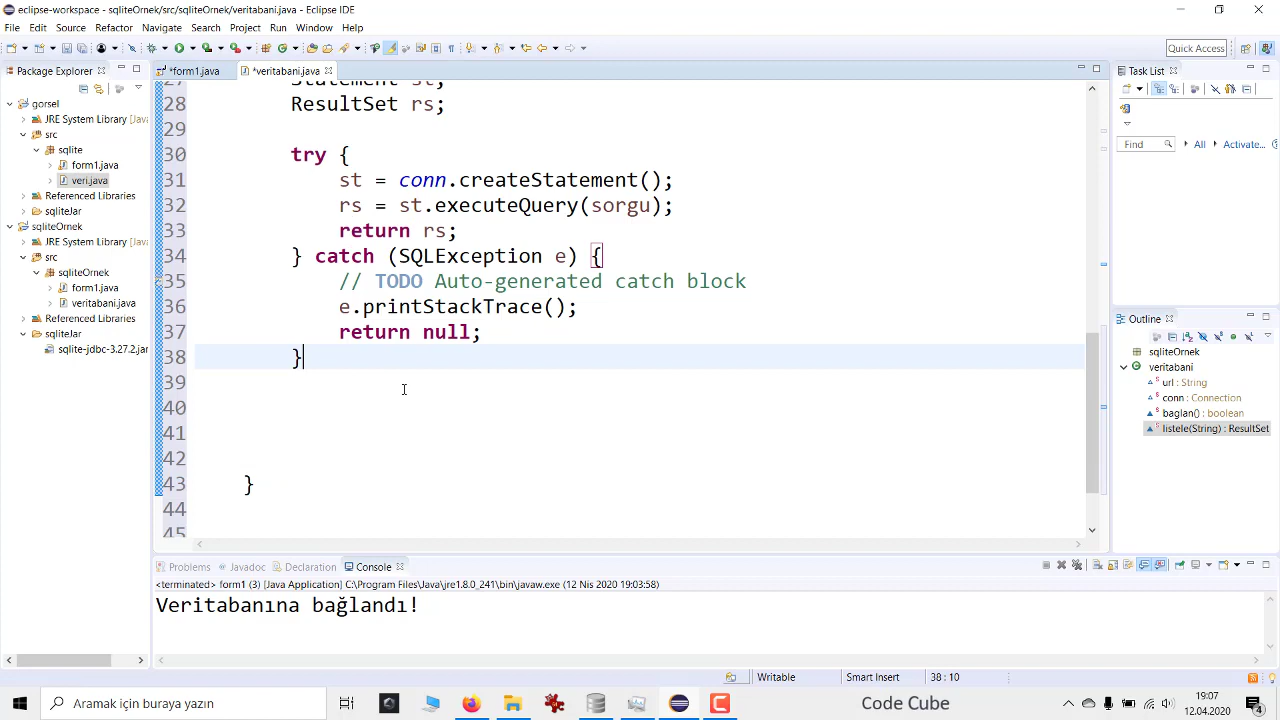 eclipse-workspace - sqliteOrnek/src/sqliteOrnek/veritabani.java - Eclipse IDE
File Edit Source Refactor Navigate Search Project Run Window Help
Quick Access
Package Explorer
*form1.java
*veritabani.java
Task List
gorsel
JRE System Library [Java
src
sqlite
form1.java
veri.java
Referenced Libraries
sqliteJar
sqliteOrnek
JRE System Library [Java
src
sqliteOrnek
form1.java
veritabani.java
Referenced Libraries
sqliteJar
sqlite-jdbc-3.27.2.jar
27 Statement st;
28 ResultSet rs;
29
30 try {
31 st = conn.createStatement();
32 rs = st.executeQuery(sorgu);
33 return rs;
34 } catch (SQLException e) {
35 // TODO Auto-generated catch block
36 e.printStackTrace();
37 return null;
38 }
39
40
41
42
43 }
44
45
Find All Activate...
Outline
sqliteOrnek
veritabani
url : String
conn : Connection
baglan() : boolean
listele(String) : ResultSet
Problems Javadoc Declaration Console
<terminated> form1 (3) [Java Application] C:\Program Files\Java\jre1.8.0_241\bin\javaw.exe (12 Nis 2020 19:03:58)
Veritabanına bağlandı!
Writable Smart Insert 38 : 10
Aramak için buraya yazın
Code Cube
19:07
12.04.2020
4